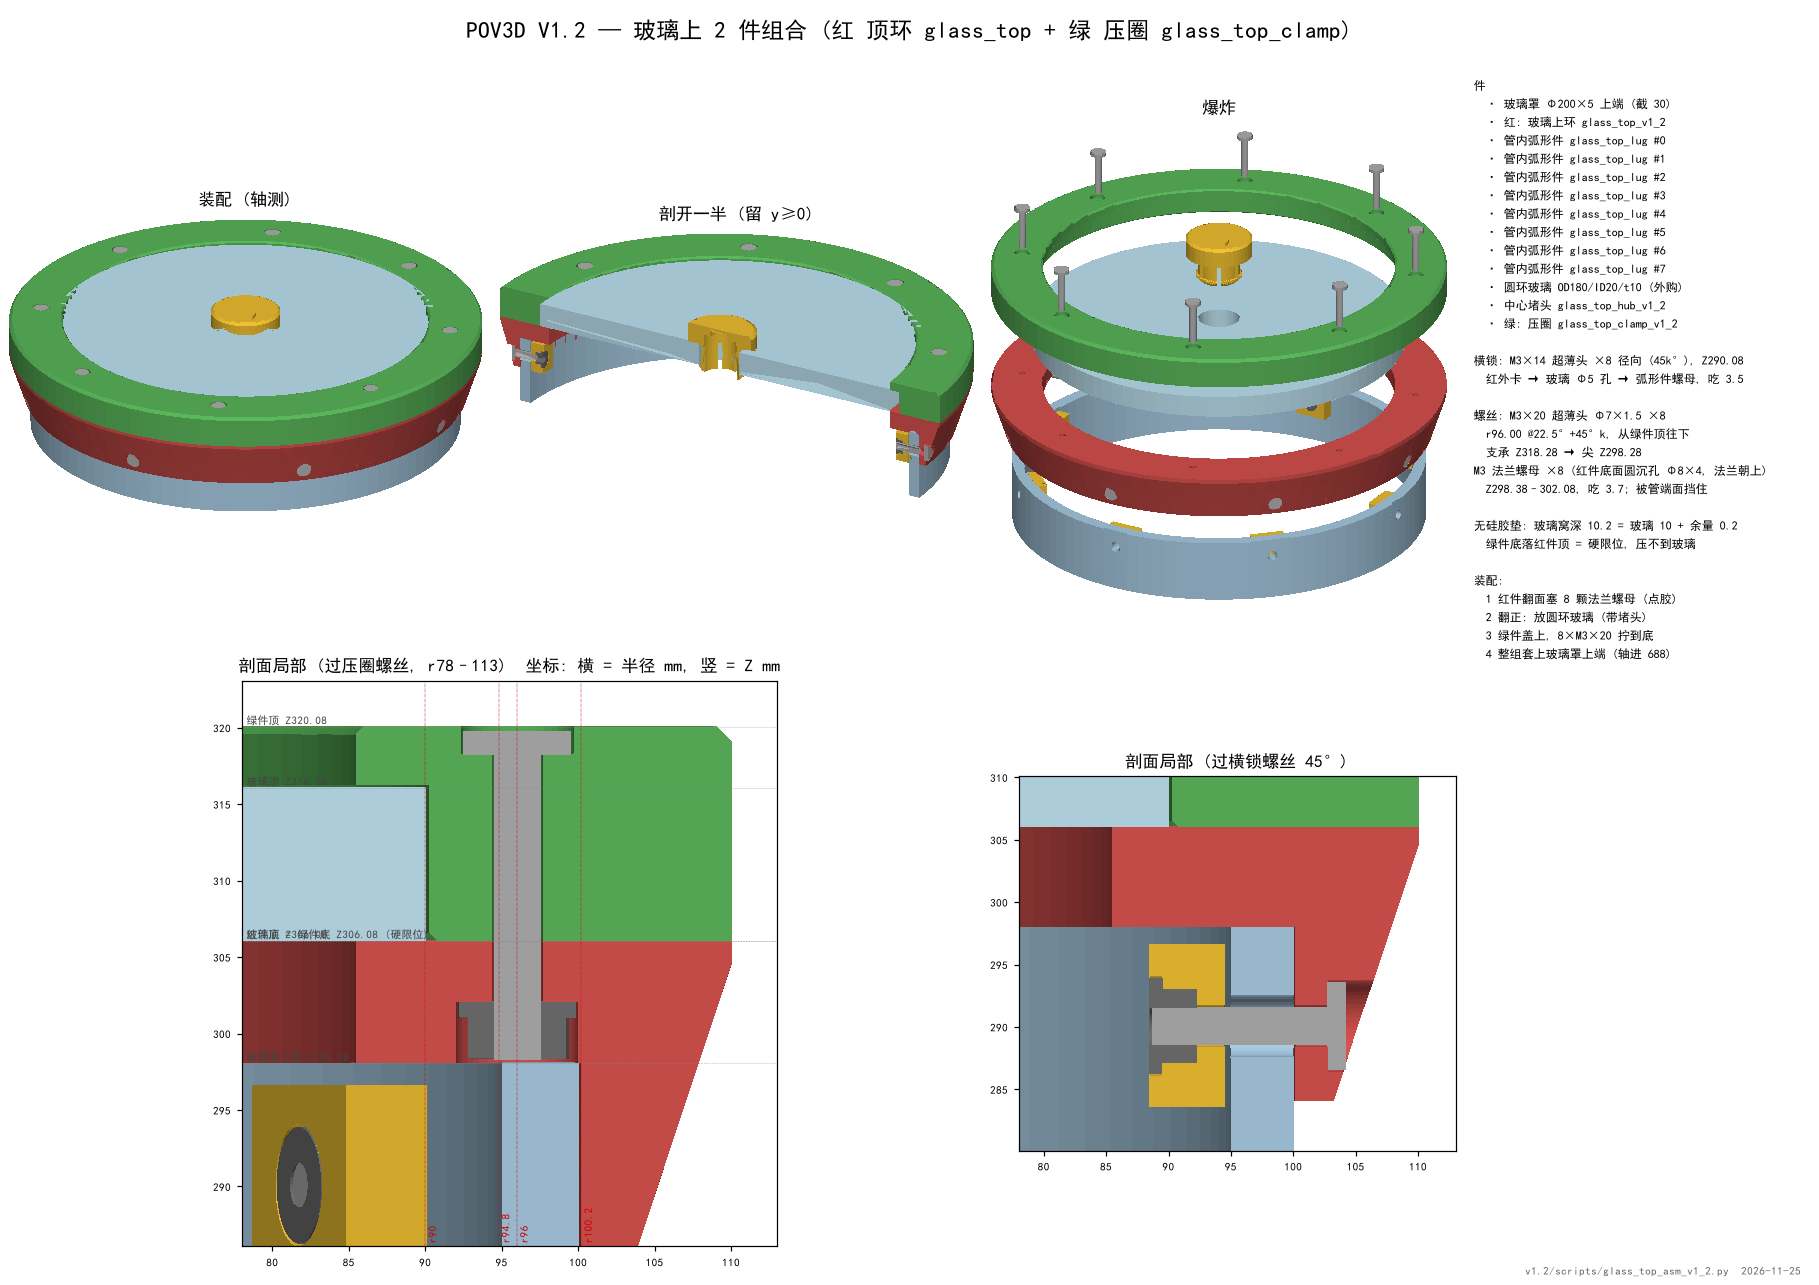 POV3D V1.2 — 玻璃上 2 件组合 (红 顶环 glass_top + 绿 压圈 glass_top_clamp)
装配 (轴测)
剖开一半 (留 y≥0)
爆炸
件
· 玻璃罩 Φ200×5 上端 (截 30)
· 红: 玻璃上环 glass_top_v1_2
· 管内弧形件 glass_top_lug #0
· 管内弧形件 glass_top_lug #1
· 管内弧形件 glass_top_lug #2
· 管内弧形件 glass_top_lug #3
· 管内弧形件 glass_top_lug #4
· 管内弧形件 glass_top_lug #5
· 管内弧形件 glass_top_lug #6
· 管内弧形件 glass_top_lug #7
· 圆环玻璃 OD180/ID20/t10 (外购)
· 中心堵头 glass_top_hub_v1_2
· 绿: 压圈 glass_top_clamp_v1_2
横锁: M3×14 超薄头 ×8 径向 (45k°), Z290.08
红外卡 → 玻璃 Φ5 孔 → 弧形件螺母, 吃 3.5
螺丝: M3×20 超薄头 Φ7×1.5 ×8
r96.00 @22.5°+45°k, 从绿件顶往下
支承 Z318.28 → 尖 Z298.28
M3 法兰螺母 ×8 (红件底面圆沉孔 Φ8×4, 法兰朝上)
Z298.38–302.08, 吃 3.7; 被管端面挡住
无硅胶垫: 玻璃窝深 10.2 = 玻璃 10 + 余量 0.2
绿件底落红件顶 = 硬限位, 压不到玻璃
装配:
1 红件翻面塞 8 颗法兰螺母 (点胶)
2 翻正: 放圆环玻璃 (带堵头)
3 绿件盖上, 8×M3×20 拧到底
4 整组套上玻璃罩上端 (轴进 688)
剖面局部 (过压圈螺丝, r78–113)  坐标: 横 = 半径 mm, 竖 = Z mm
绿件顶 Z320.08
玻璃顶 Z316.08
绿件底 Z306.08 (硬限位)
320
315
310
305
300
295
290
r90
r94.8
r96
r100.2
80
85
90
95
100
105
110
剖面局部 (过横锁螺丝 45°)
310
305
300
295
290
285
80
85
90
95
100
105
110
v1.2/scripts/glass_top_asm_v1_2.py  2026-11-25